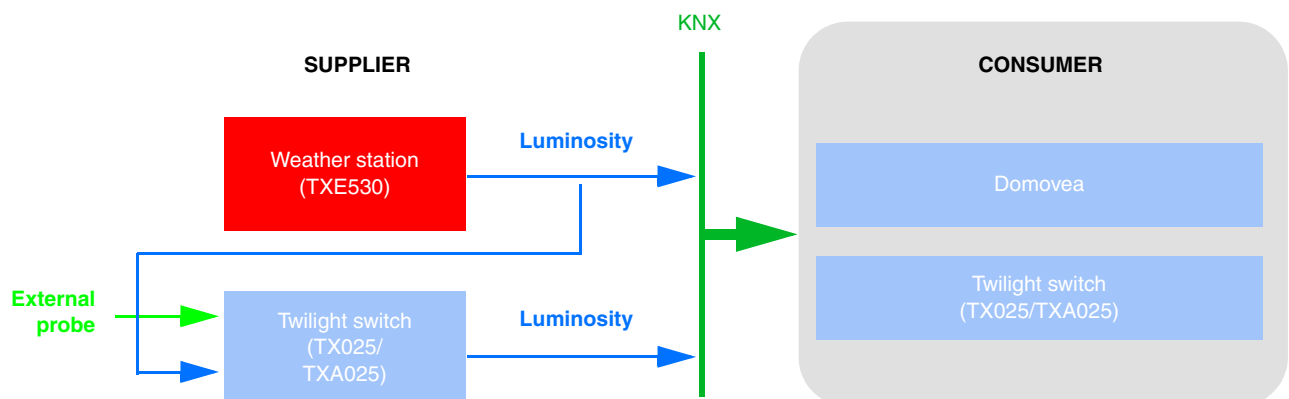 KNX
SUPPLIER
CONSUMER
Weather station
(TXE530)
Luminosity
Domovea
External
probe
Twilight switch
(TX025/
TXA025)
Luminosity
Twilight switch
(TX025/TXA025)